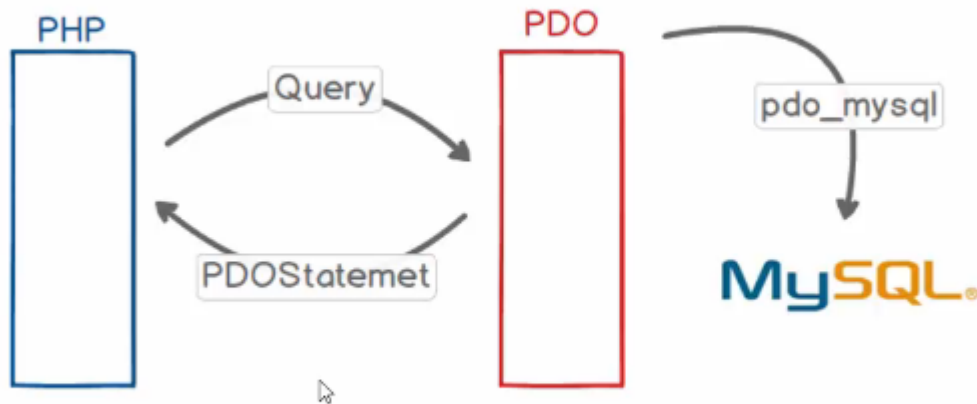 PHP
PDO
Query
pdo_mysql
PDOStatemet
MySQL®